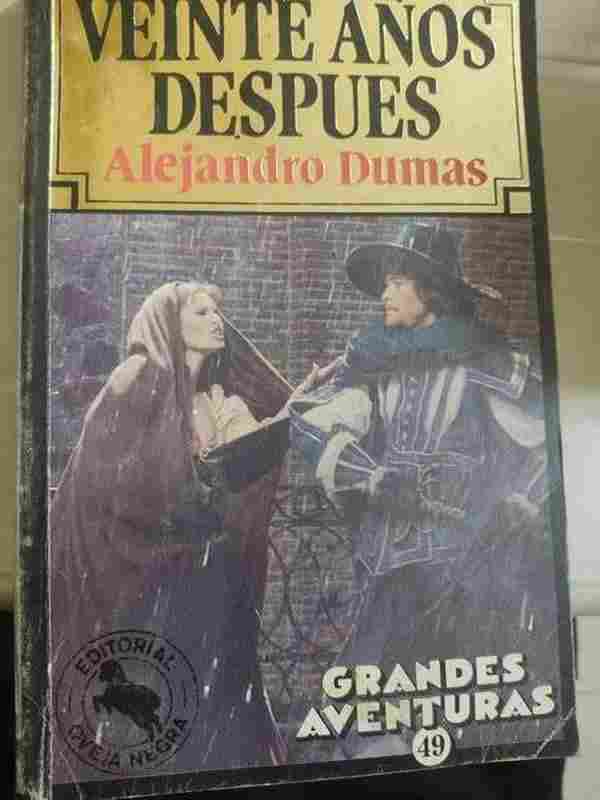 VEINTE AÑOS
DESPUES
Alejandro Dumas
EDITORIAL
OVEJA NEGRA
GRANDES
AVENTURAS
49